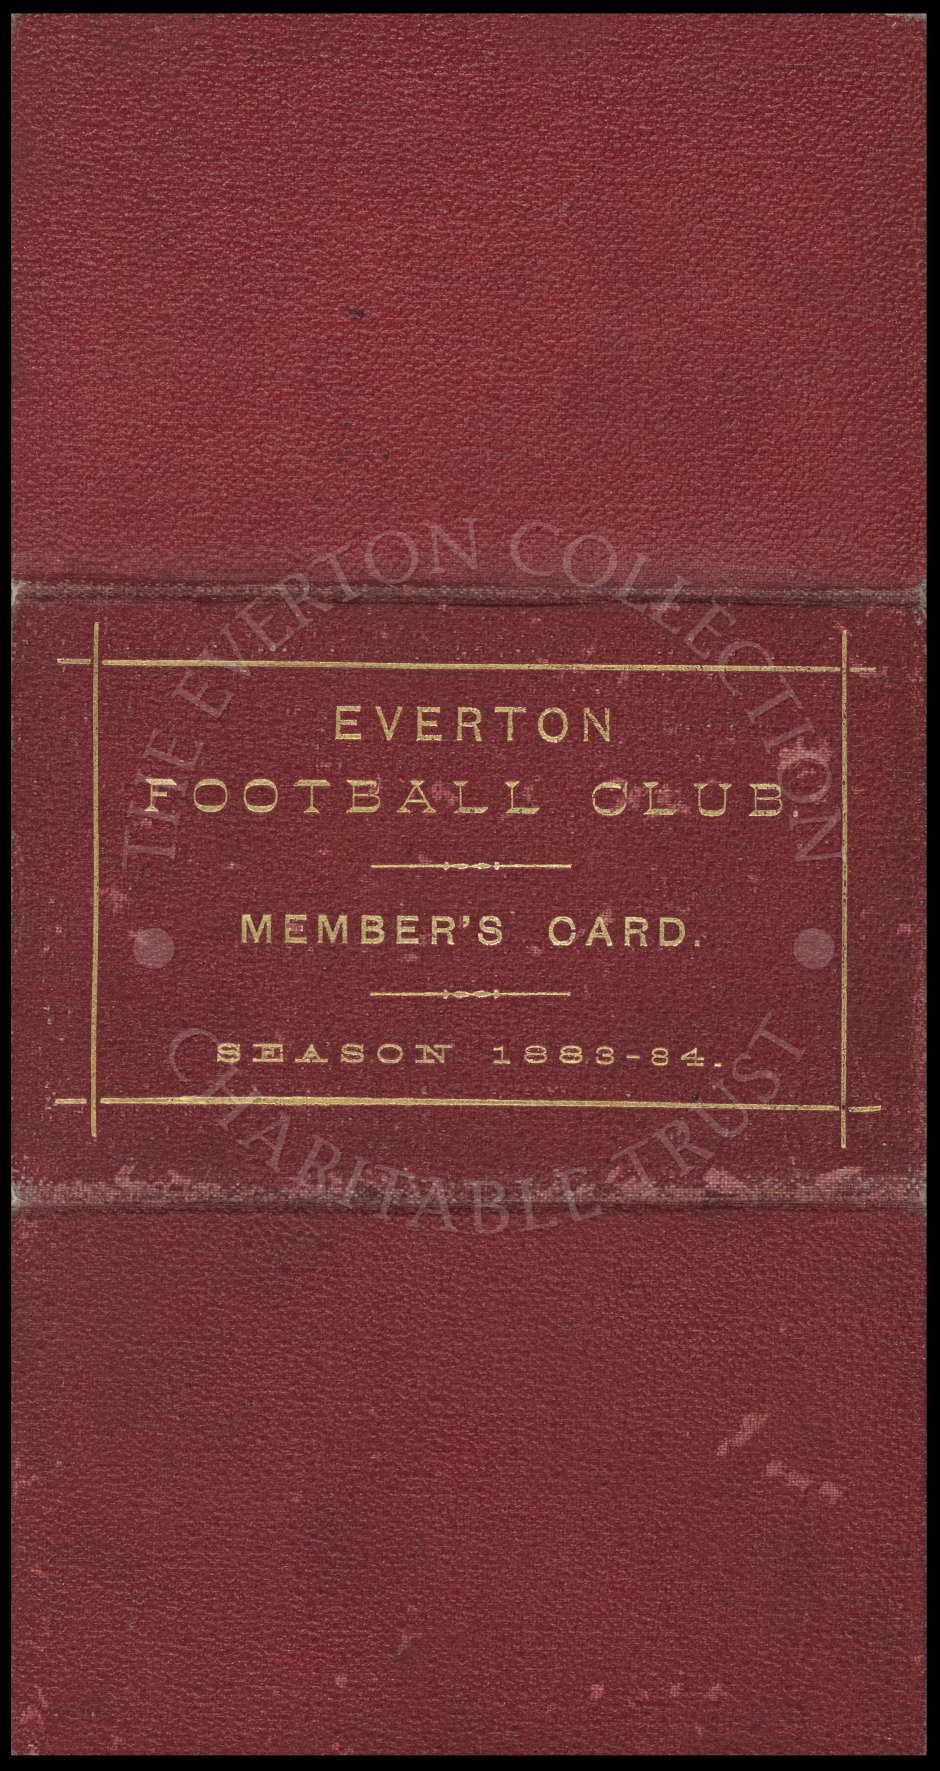 EVERTON
FOOTBALL CLUB.
MEMBER'S CARD.
SEASON 1883-84.
THE EVERTON COLLECTION
CHARITABLE TRUST